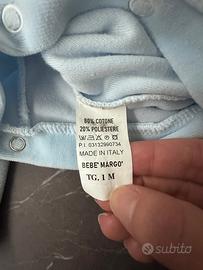 80% COTONE
20% POLIESTERE
P.I. 03132990734
MADE IN ITALY
BEBE' MARGO'
TG. 1 M
subito